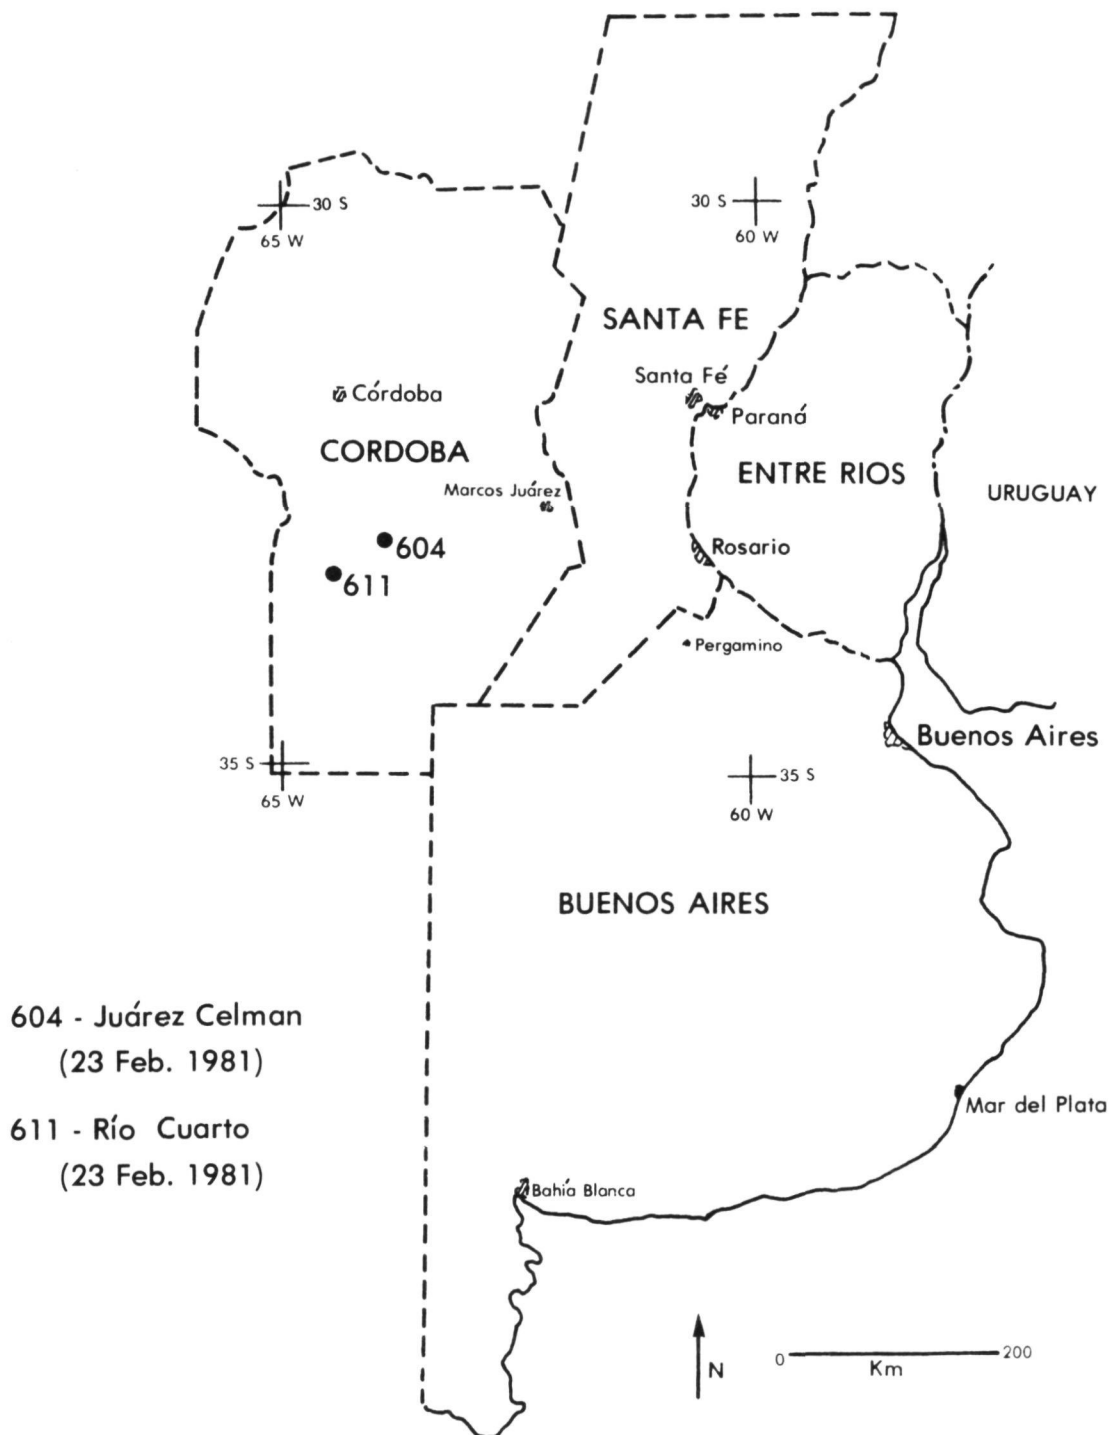 30 S
65 W
30 S
60 W
SANTA FE
Santa Fé
Paraná
Córdoba
CORDOBA
Marcos Juárez
ENTRE RIOS
URUGUAY
604
611
Rosario
Pergamino
Buenos Aires
35 S
65 W
35 S
60 W
BUENOS AIRES
604 - Juárez Celman
(23 Feb. 1981)
611 - Río Cuarto
(23 Feb. 1981)
Mar del Plata
Bahía Blanca
N
0 200
Km